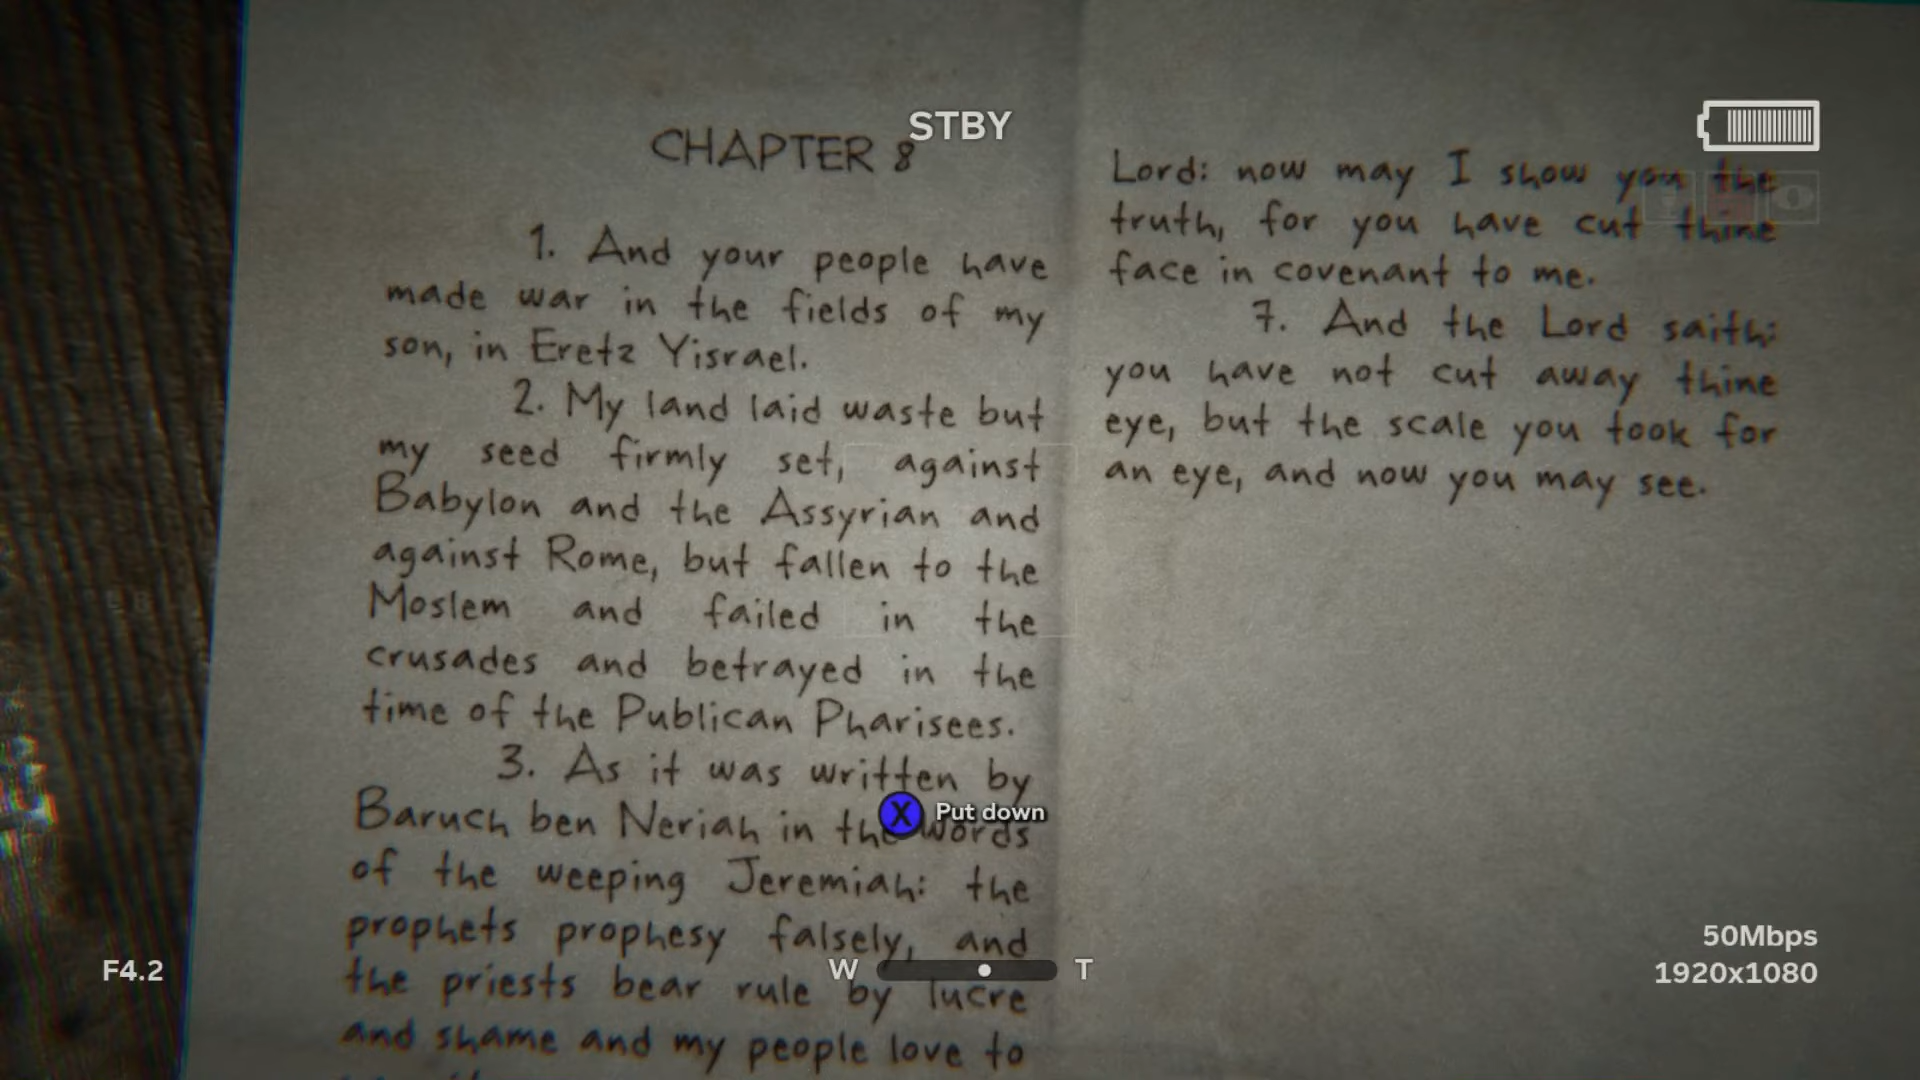 STBY
CHAPTER 8
1. And your people have
made war in the fields of my
son, in Eretz Yisrael.
2. My land laid waste but
my seed firmly set, against
Babylon and the Assyrian and
against Rome, but fallen to the
Moslem and failed in the
crusades and betrayed in the
time of the Publican Pharisees.
3. As it was written by
Baruch ben Neriah in the words
of the weeping Jeremiah: the
prophets prophesy falsely, and
the priests bear rule by lucre
and shame and my people love to
Lord: now may I show you the
truth, for you have cut thine
face in covenant to me.
7. And the Lord saith:
you have not cut away thine
eye, but the scale you took for
an eye, and now you may see.
X Put down
F4.2
W T
50Mbps
1920x1080